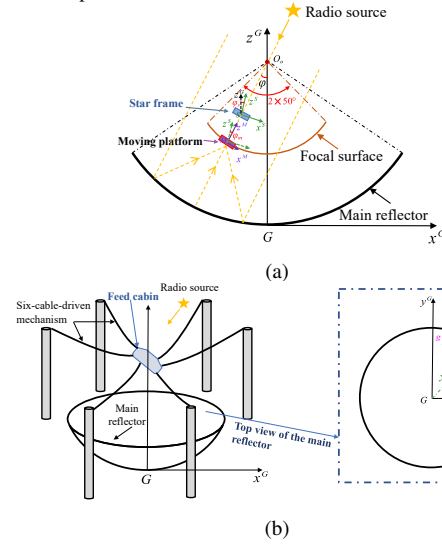 Radio source
z^G
O_o
φ
2×50°
Star frame
z^S
x^S
Moving platform
z^M
x^M
Focal surface
Main reflector
G
x^G
(a)
Six-cable-driven
mechanism
Feed cabin
Radio source
Main
reflector
G
x^G
Top view of the main
reflector
y^G
g
G
(b)